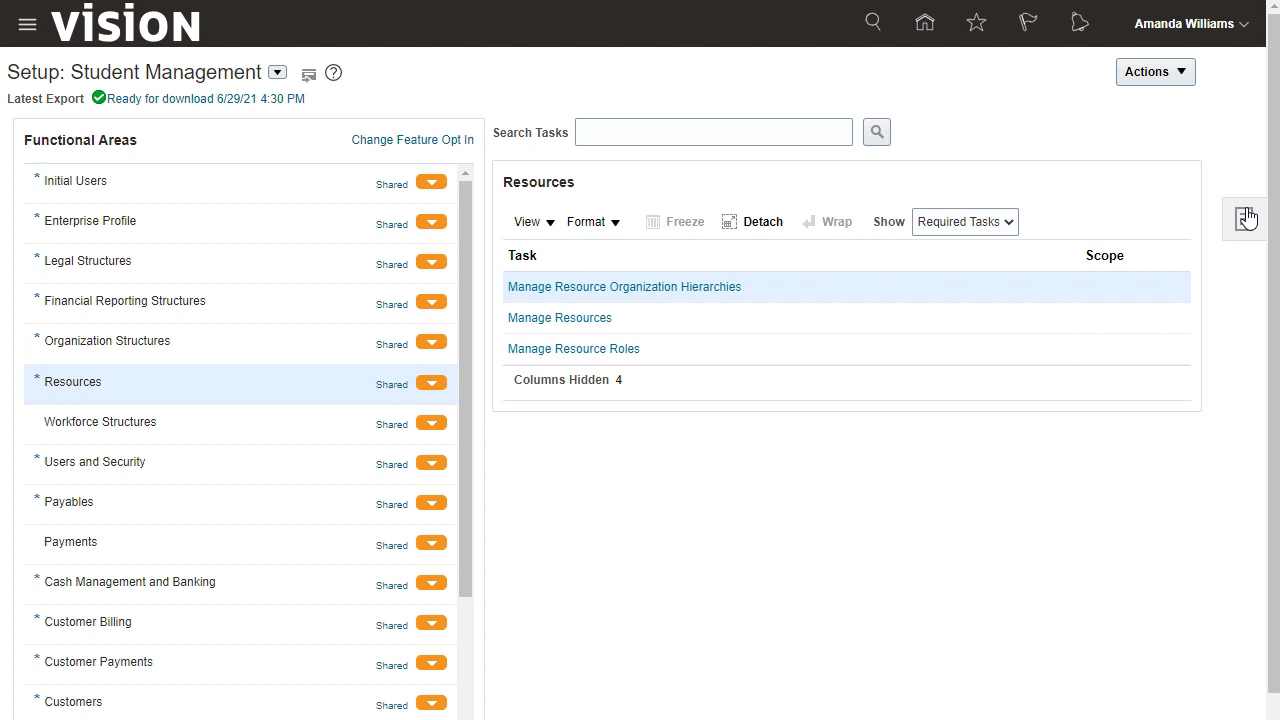 vision
Amanda Williams
Setup: Student Management
Actions
Latest Export Ready for download 6/29/21 4:30 PM
Functional Areas
Change Feature Opt In
* Initial Users Shared
* Enterprise Profile Shared
* Legal Structures Shared
* Financial Reporting Structures Shared
* Organization Structures Shared
* Resources Shared
Workforce Structures Shared
* Users and Security Shared
* Payables Shared
Payments Shared
* Cash Management and Banking Shared
* Customer Billing Shared
* Customer Payments Shared
* Customers Shared
Search Tasks
Resources
View Format Freeze Detach Wrap Show Required Tasks
Task Scope
Manage Resource Organization Hierarchies
Manage Resources
Manage Resource Roles
Columns Hidden 4